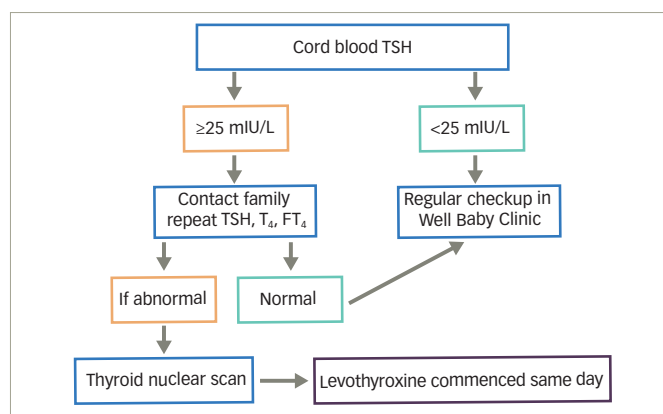 Cord blood TSH
≥25 mIU/L
<25 mIU/L
Contact family
repeat TSH, T₄, FT₄
Regular checkup in
Well Baby Clinic
If abnormal
Normal
Thyroid nuclear scan
Levothyroxine commenced same day